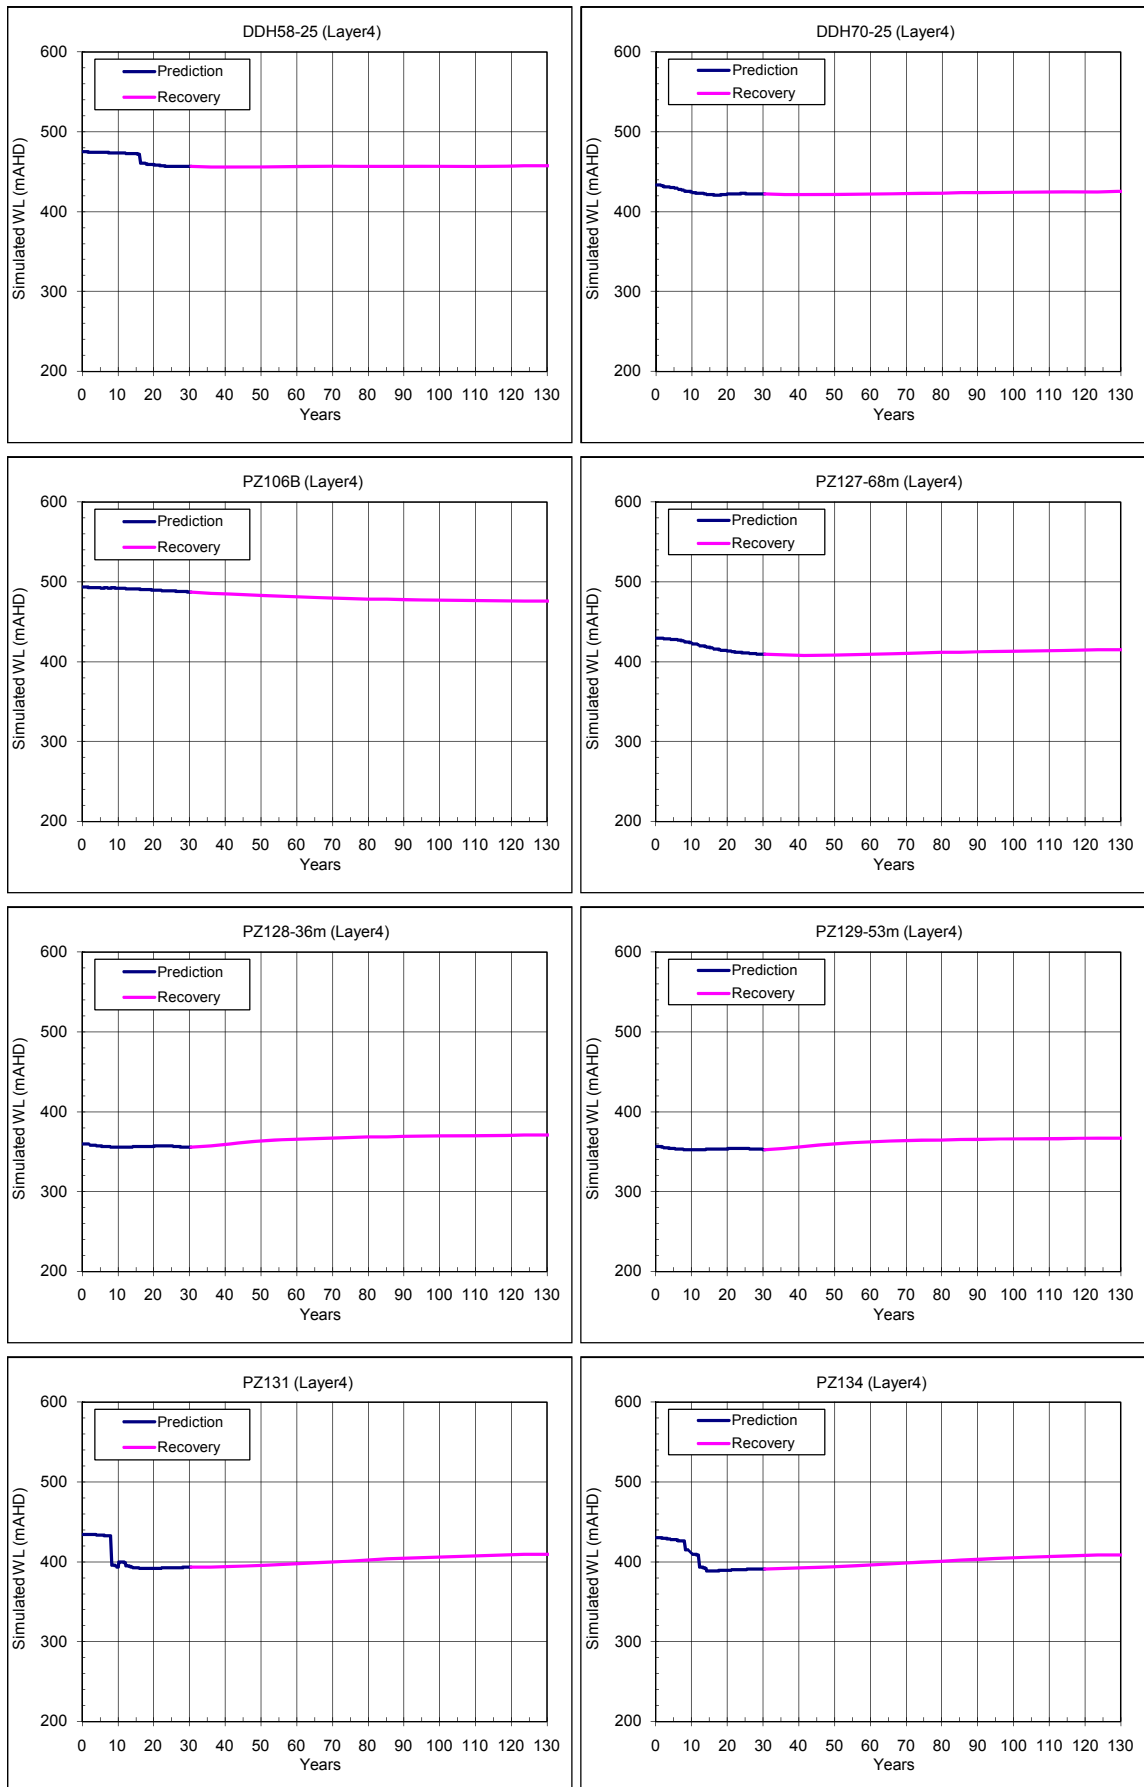 DDH58-25 (Layer4)
600
500
400
300
200
Simulated WL (mAHD)
Prediction
Recovery
0 10 20 30 40 50 60 70 80 90 100 110 120 130
Years
DDH70-25 (Layer4)
600
500
400
300
200
Simulated WL (mAHD)
Prediction
Recovery
0 10 20 30 40 50 60 70 80 90 100 110 120 130
Years
PZ106B (Layer4)
600
500
400
300
200
Simulated WL (mAHD)
Prediction
Recovery
0 10 20 30 40 50 60 70 80 90 100 110 120 130
Years
PZ127-68m (Layer4)
600
500
400
300
200
Simulated WL (mAHD)
Prediction
Recovery
0 10 20 30 40 50 60 70 80 90 100 110 120 130
Years
PZ128-36m (Layer4)
600
500
400
300
200
Simulated WL (mAHD)
Prediction
Recovery
0 10 20 30 40 50 60 70 80 90 100 110 120 130
Years
PZ129-53m (Layer4)
600
500
400
300
200
Simulated WL (mAHD)
Prediction
Recovery
0 10 20 30 40 50 60 70 80 90 100 110 120 130
Years
PZ131 (Layer4)
600
500
400
300
200
Simulated WL (mAHD)
Prediction
Recovery
0 10 20 30 40 50 60 70 80 90 100 110 120 130
Years
PZ134 (Layer4)
600
500
400
300
200
Simulated WL (mAHD)
Prediction
Recovery
0 10 20 30 40 50 60 70 80 90 100 110 120 130
Years